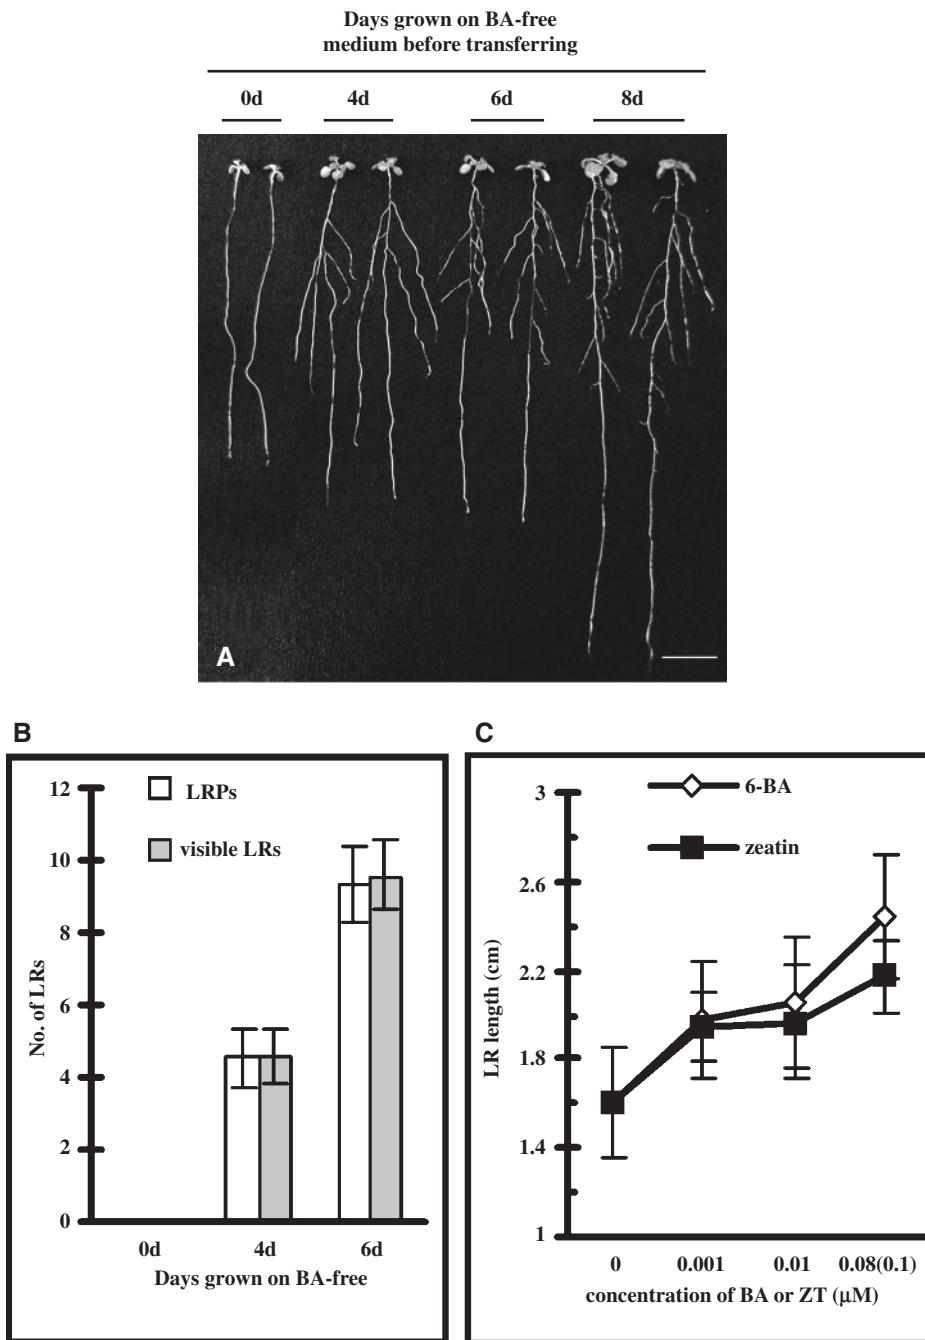 Days grown on BA-free
medium before transferring
0d 4d 6d 8d
A
B
12
10
8
6
4
2
0
No. of LRs
LRPs
visible LRs
0d 4d 6d
Days grown on BA-free
C
3
2.6
2.2
1.8
1.4
1
LR length (cm)
6-BA
zeatin
0 0.001 0.01 0.08(0.1)
concentration of BA or ZT (μM)